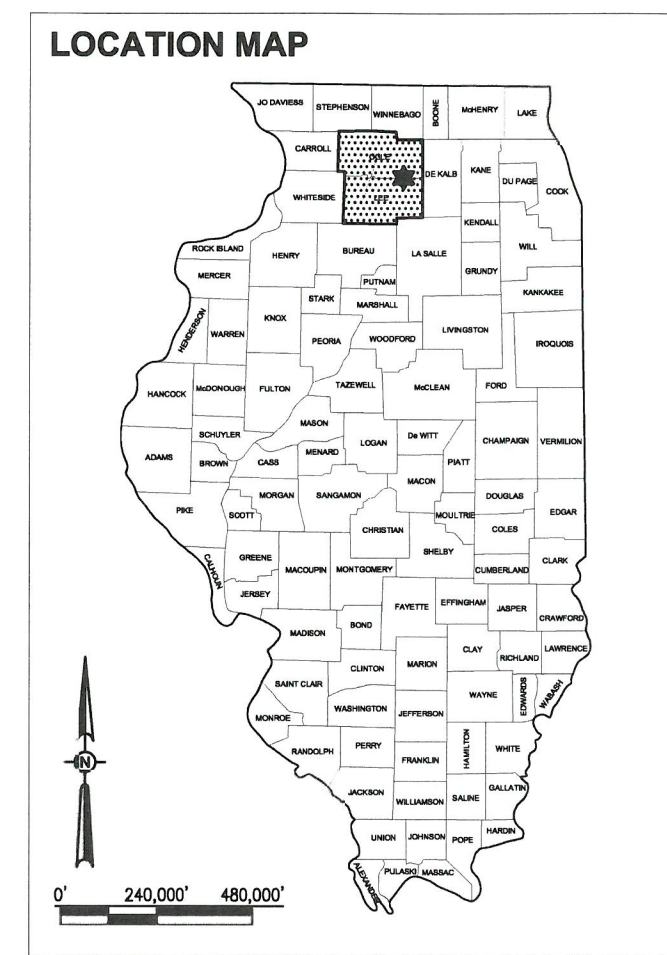 LOCATION MAP
JO DAVIESS
STEPHENSON
WINNEBAGO
BOONE
McHENRY
LAKE
CARROLL
OGLE
DE KALB
KANE
DU PAGE
COOK
WHITESIDE
LEE
KENDALL
WILL
ROCK ISLAND
HENRY
BUREAU
LA SALLE
GRUNDY
MERCER
PUTNAM
KANKAKEE
STARK
MARSHALL
HENDERSON
WARREN
KNOX
PEORIA
WOODFORD
LIVINGSTON
IROQUOIS
HANCOCK
McDONOUGH
FULTON
TAZEWELL
McCLEAN
FORD
MASON
SCHUYLER
LOGAN
De WITT
CHAMPAIGN
VERMILION
ADAMS
BROWN
CASS
MENARD
PIATT
MACON
PIKE
SCOTT
MORGAN
SANGAMON
MOULTRIE
DOUGLAS
EDGAR
CHRISTIAN
COLES
CALHOUN
GREENE
MACOUPIN
MONTGOMERY
SHELBY
CUMBERLAND
CLARK
JERSEY
FAYETTE
EFFINGHAM
JASPER
CRAWFORD
MADISON
BOND
CLAY
RICHLAND
LAWRENCE
CLINTON
MARION
SAINT CLAIR
WAYNE
EDWARDS
WABASH
MONROE
WASHINGTON
JEFFERSON
RANDOLPH
PERRY
FRANKLIN
HAMILTON
WHITE
JACKSON
WILLIAMSON
SALINE
GALLATIN
UNION
JOHNSON
POPE
HARDIN
ALEXANDER
PULASKI
MASSAC
N
0' 240,000' 480,000'